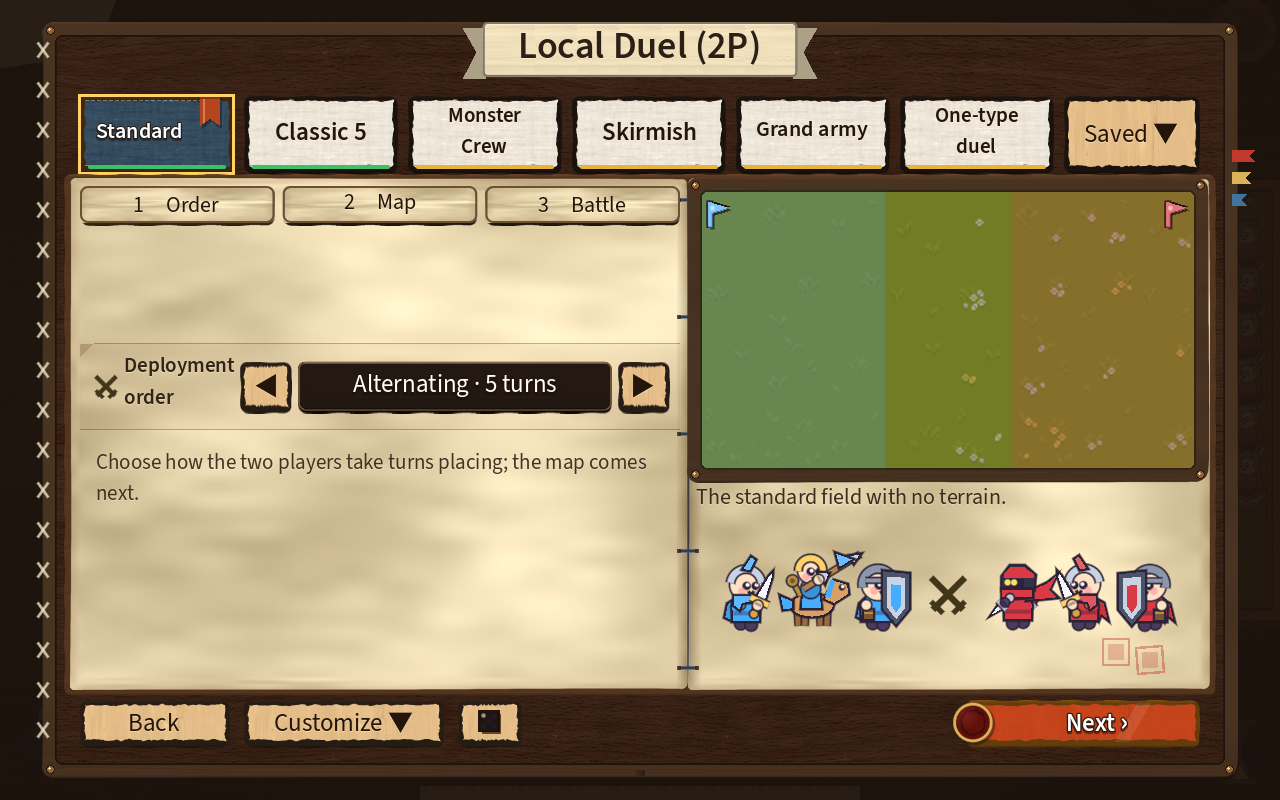 Local Duel (2P)
Standard
Classic 5
Monster
Crew
Skirmish
Grand army
One-type
duel
Saved ▼
1 Order
2 Map
3 Battle
Deployment
order
◀
Alternating · 5 turns
▶
Choose how the two players take turns placing; the map comes
next.
The standard field with no terrain.
Back
Customize ▼
Next ›